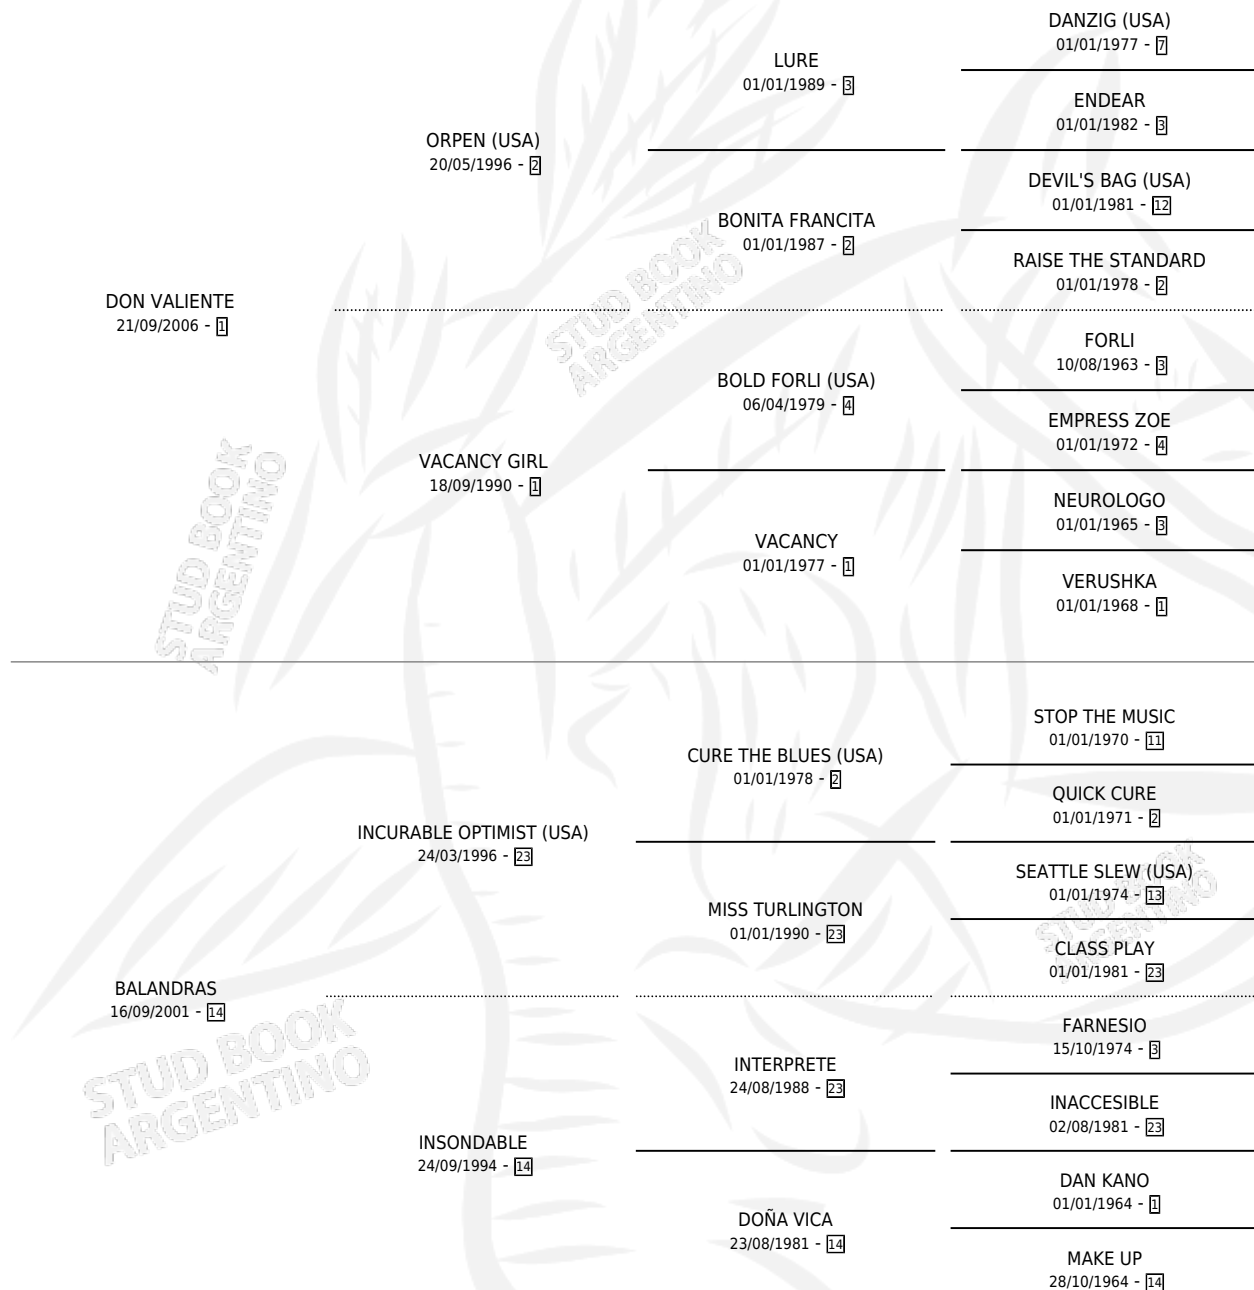 DANZIG (USA)
01/01/1977 - 7
LURE
01/01/1989 - 3
ENDEAR
01/01/1982 - 3
ORPEN (USA)
20/05/1996 - 2
DEVIL'S BAG (USA)
01/01/1981 - 12
BONITA FRANCITA
01/01/1987 - 2
RAISE THE STANDARD
01/01/1978 - 2
DON VALIENTE
21/09/2006 - 1
FORLI
10/08/1963 - 3
BOLD FORLI (USA)
06/04/1979 - 4
EMPRESS ZOE
01/01/1972 - 4
VACANCY GIRL
18/09/1990 - 1
NEUROLOGO
01/01/1965 - 3
VACANCY
01/01/1977 - 1
VERUSHKA
01/01/1968 - 1
STUD BOOK
ARGENTINO
STUD BOOK
ARGENTINO
STOP THE MUSIC
01/01/1970 - 11
CURE THE BLUES (USA)
01/01/1978 - 2
QUICK CURE
01/01/1971 - 2
INCURABLE OPTIMIST (USA)
24/03/1996 - 23
SEATTLE SLEW (USA)
01/01/1974 - 13
MISS TURLINGTON
01/01/1990 - 23
CLASS PLAY
01/01/1981 - 23
BALANDRAS
16/09/2001 - 14
FARNESIO
15/10/1974 - 3
INTERPRETE
24/08/1988 - 23
INACCESIBLE
02/08/1981 - 23
INSONDABLE
24/09/1994 - 14
DAN KANO
01/01/1964 - 1
DOÑA VICA
23/08/1981 - 14
MAKE UP
28/10/1964 - 14
STUD BOOK
ARGENTINO
STUD BOOK
ARGENTINO